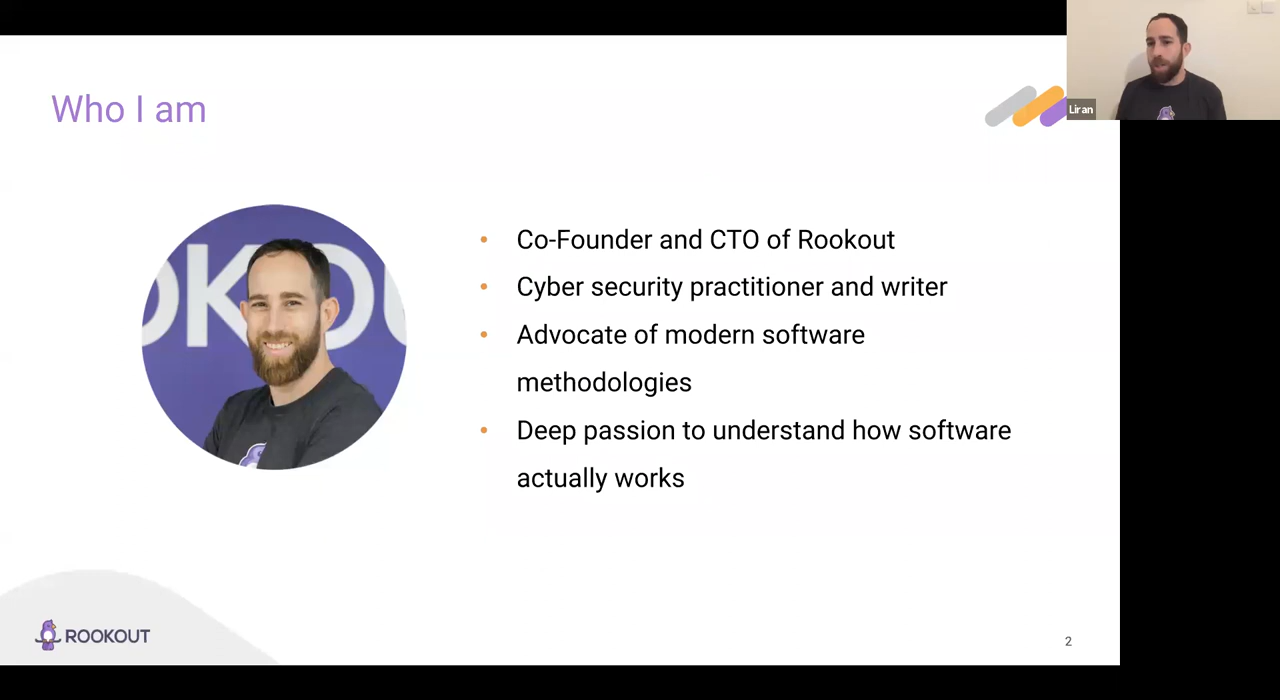 Who I am
Liran
OKOU
• Co-Founder and CTO of Rookout
• Cyber security practitioner and writer
• Advocate of modern software
methodologies
• Deep passion to understand how software
actually works
ROOKOUT
2